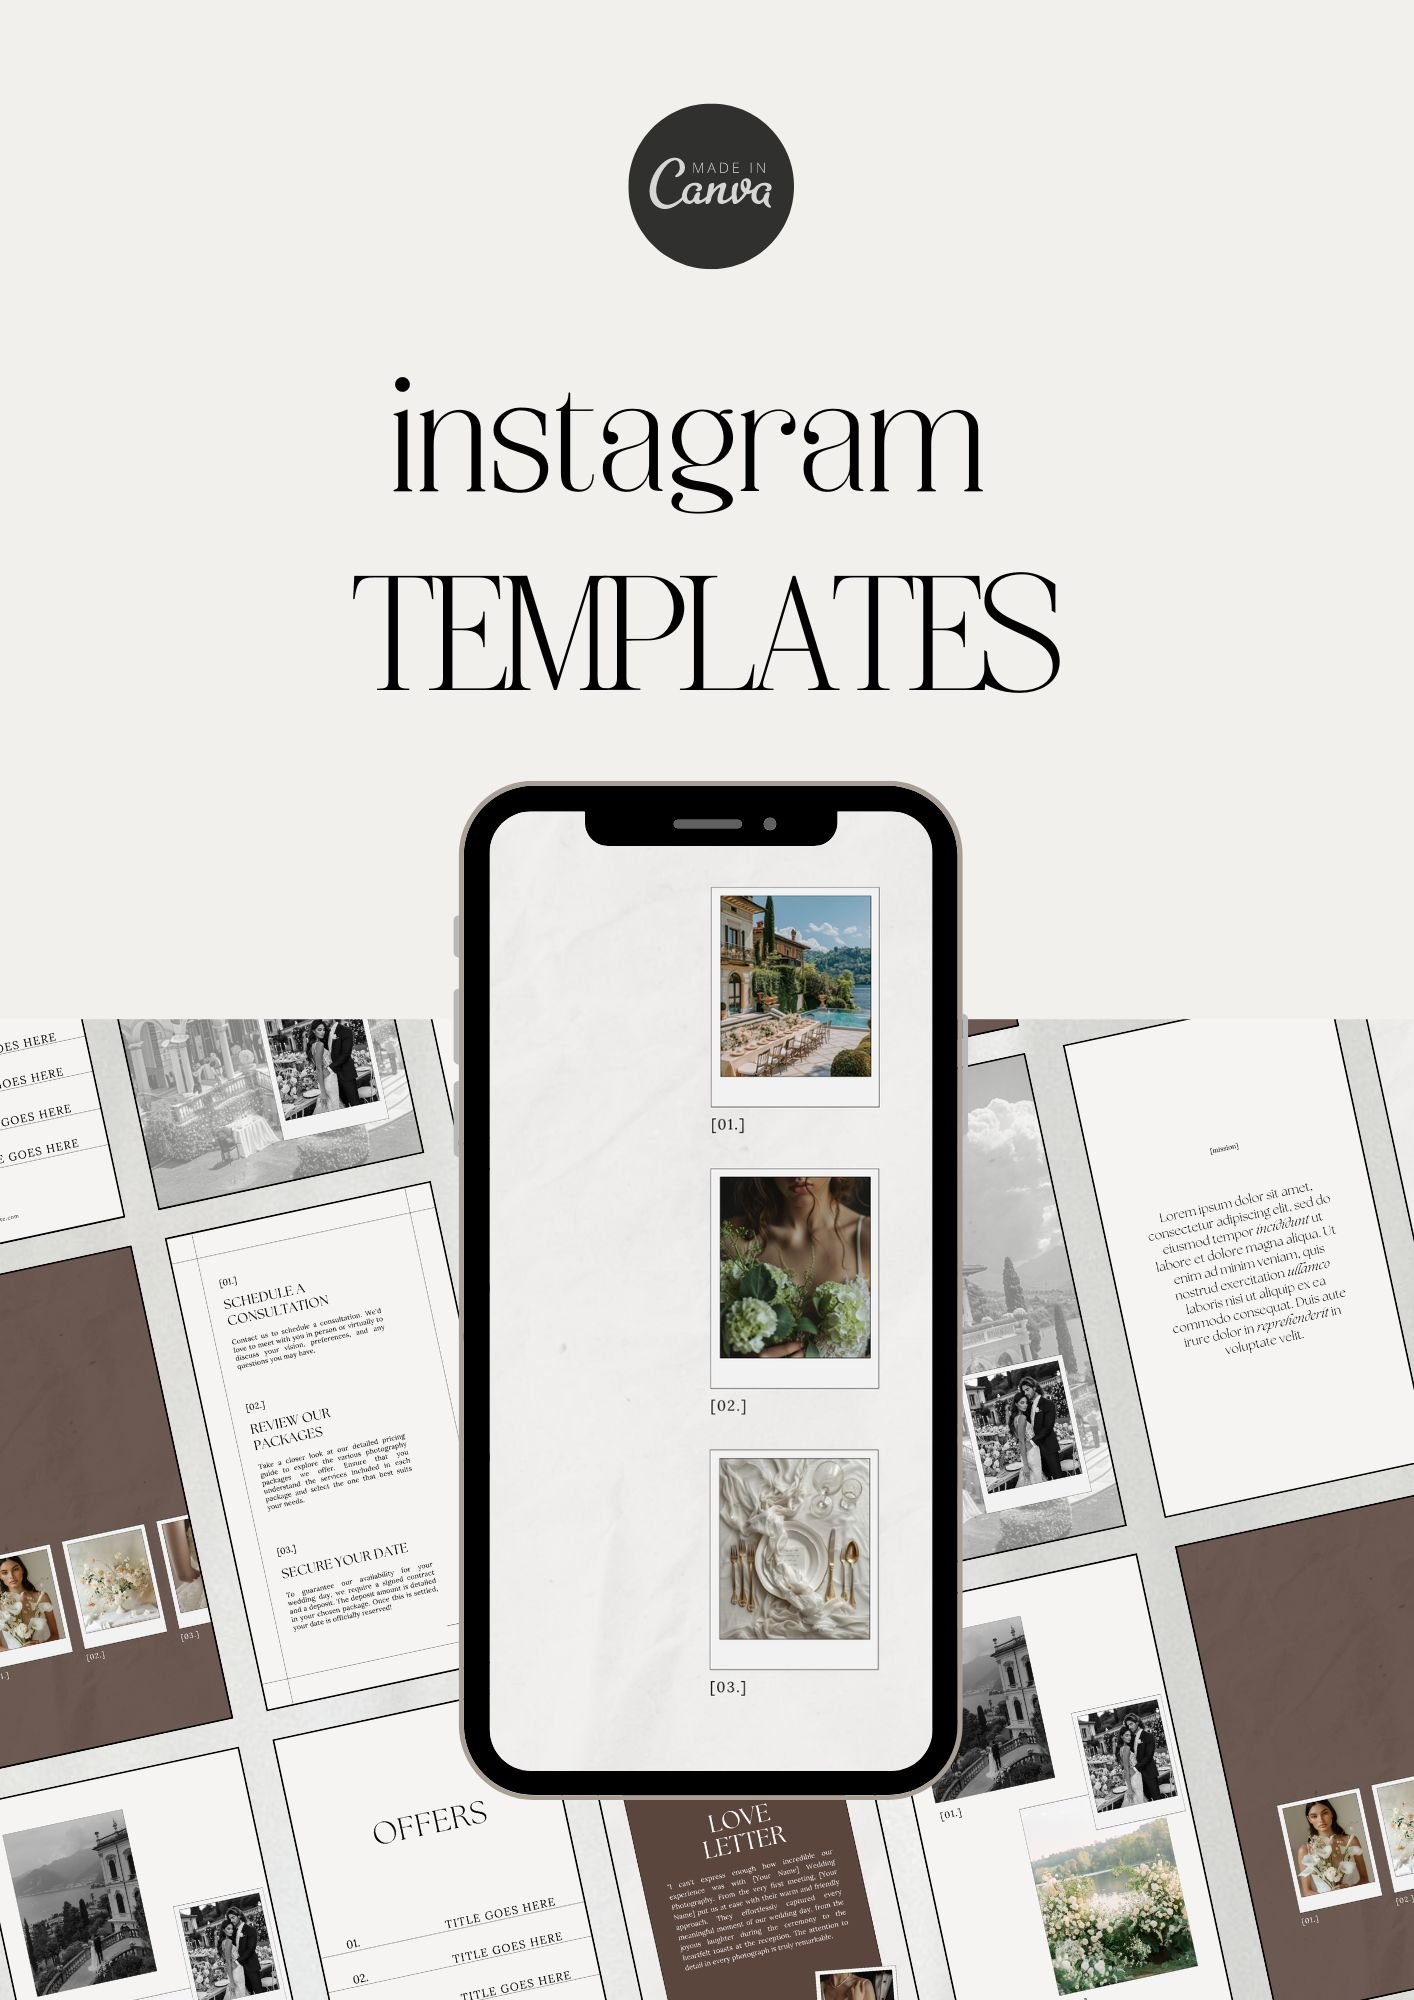 MADE IN
Canva
instagram
TEMPLATES
[01.]
[02.]
[03.]
GOES HERE
GOES HERE
GOES HERE
GOES HERE
[01.]
SCHEDULE A
CONSULTATION
Contact us to schedule a consultation. We'd
love to meet with you in person or virtually to
discuss your vision, preferences, and any
questions you may have.
[02.]
REVIEW OUR
PACKAGES
Take a closer look at our detailed pricing
guide to explore the various photography
packages we offer. Ensure that you
understand the services included in each
package and select the one that best suits
your needs.
[03.]
SECURE YOUR DATE
To guarantee our availability for your
wedding day, we require a signed contract
and a deposit. The deposit amount is detailed
in your chosen package. Once this is settled,
your date is officially reserved!
[02.]
[03.]
[mission]
Lorem ipsum dolor sit amet,
consectetur adipiscing elit, sed do
eiusmod tempor incididunt ut
labore et dolore magna aliqua. Ut
enim ad minim veniam, quis
nostrud exercitation ullamco
laboris nisi ut aliquip ex ea
commodo consequat. Duis aute
irure dolor in reprehenderit in
voluptate velit.
OFFERS
01. TITLE GOES HERE
02. TITLE GOES HERE
TITLE GOES HERE
LOVE
LETTER
"I can't express enough how incredible our
experience was with [Your Name] Wedding
Photography. From the very first meeting, [Your
Name] put us at ease with their warm and friendly
approach. They effortlessly captured every
meaningful moment of our wedding day, from the
joyous laughter during the ceremony to the
heartfelt toasts at the reception. The attention to
detail in every photograph is truly remarkable.
[01.]
[01.]
[02.]